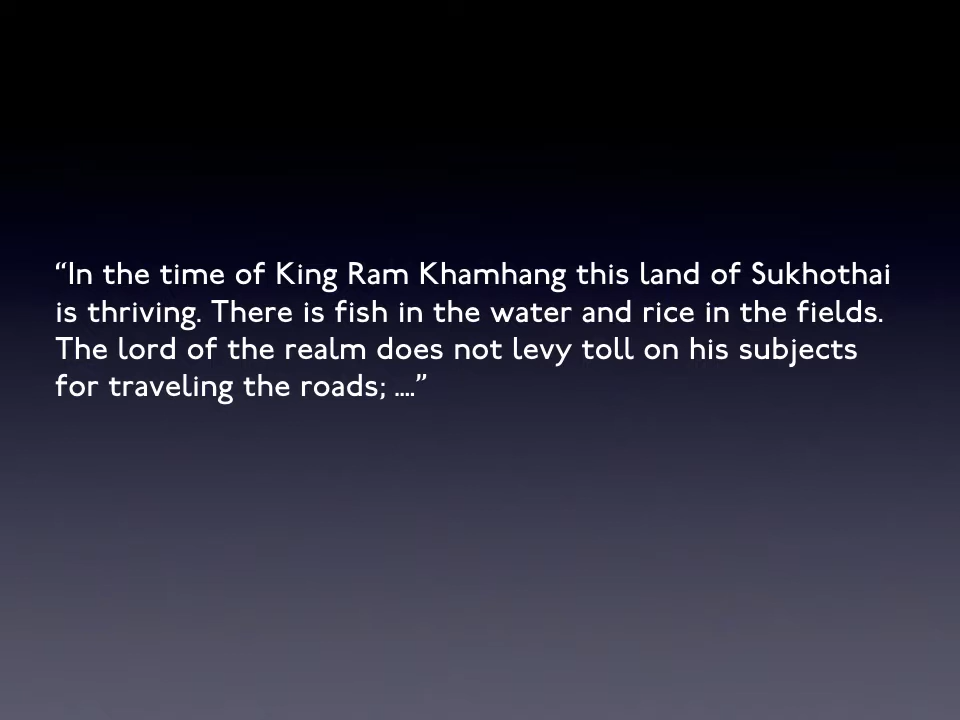 “In the time of King Ram Khamhang this land of Sukhothai
is thriving. There is fish in the water and rice in the fields.
The lord of the realm does not levy toll on his subjects
for traveling the roads; ....”